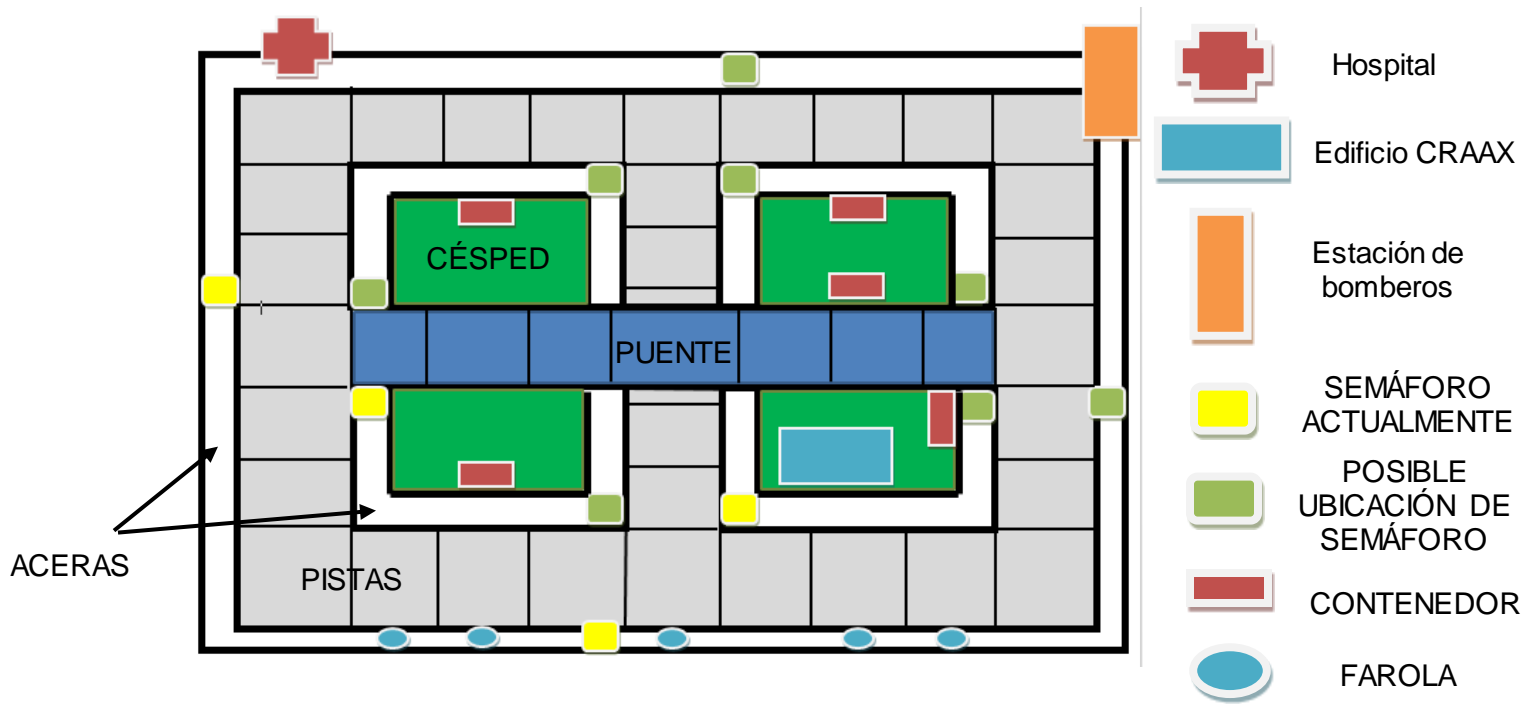 CÉSPED
PUENTE
PISTAS
ACERAS
Hospital
Edificio CRAAX
Estación de
bomberos
SEMÁFORO
ACTUALMENTE
POSIBLE
UBICACIÓN DE
SEMÁFORO
CONTENEDOR
FAROLA